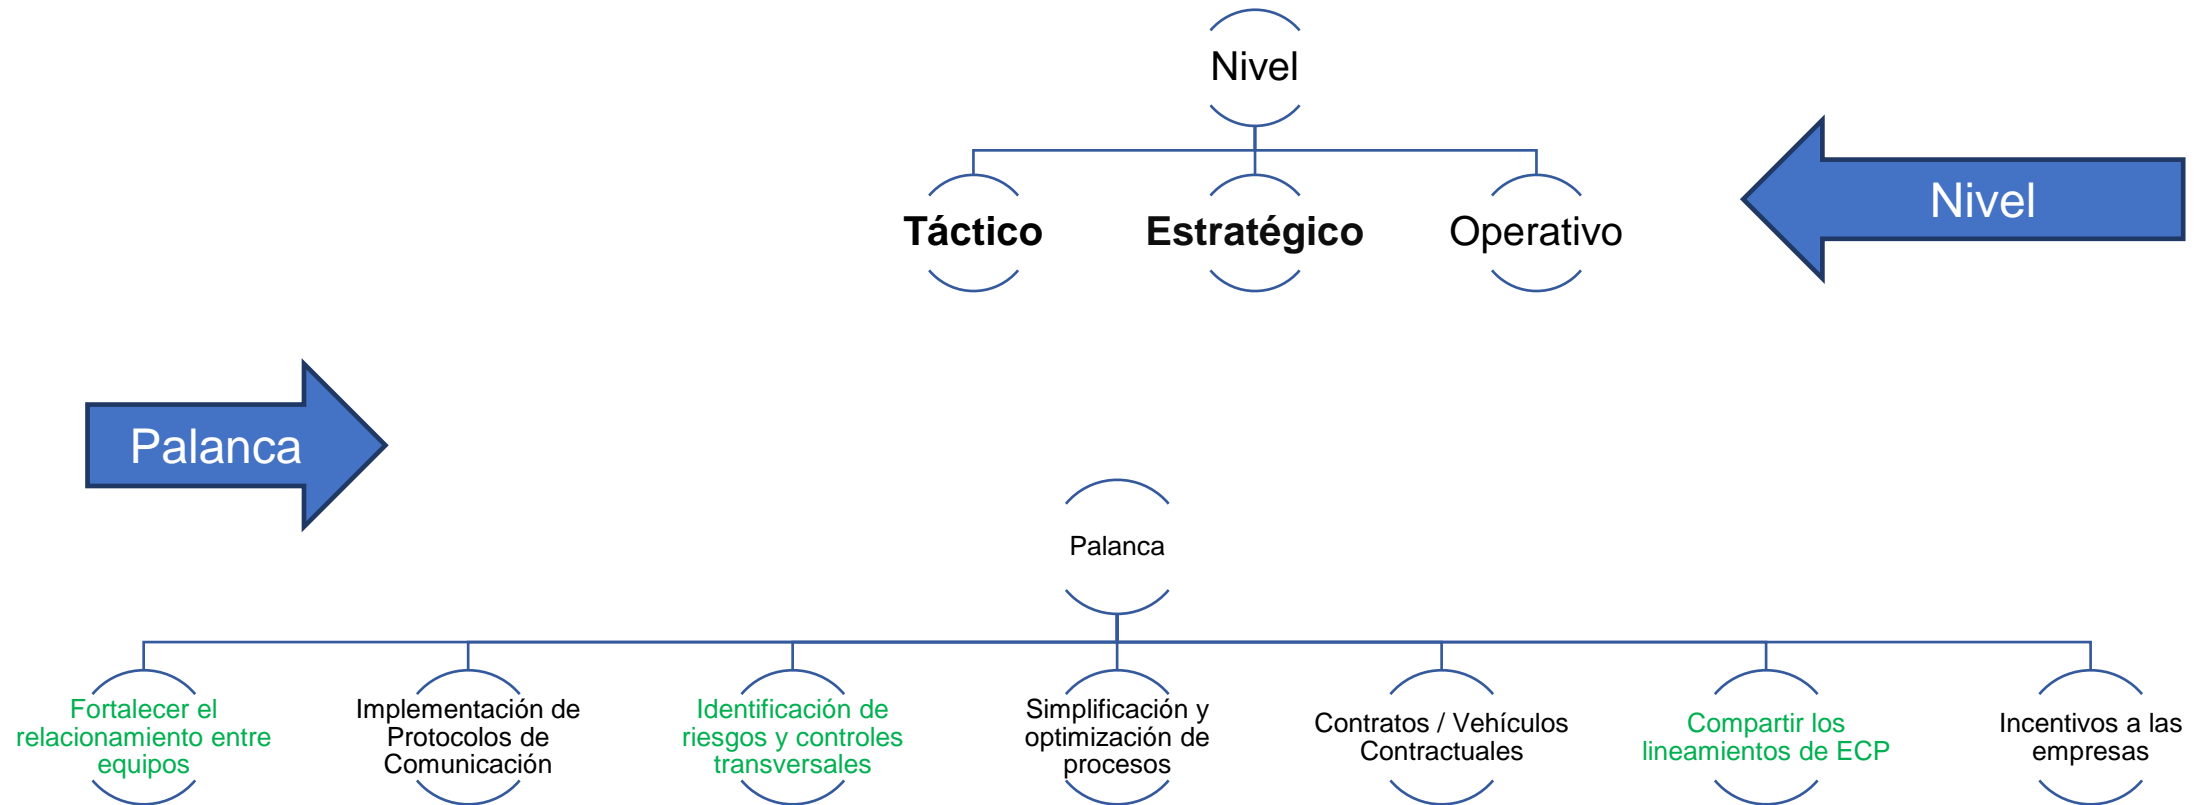 Nivel
Táctico
Estratégico
Operativo
Nivel
Palanca
Palanca
Fortalecer el
relacionamiento entre
equipos
Implementación de
Protocolos de
Comunicación
Identificación de
riesgos y controles
transversales
Simplificación y
optimización de
procesos
Contratos / Vehículos
Contractuales
Compartir los
lineamientos de ECP
Incentivos a las
empresas